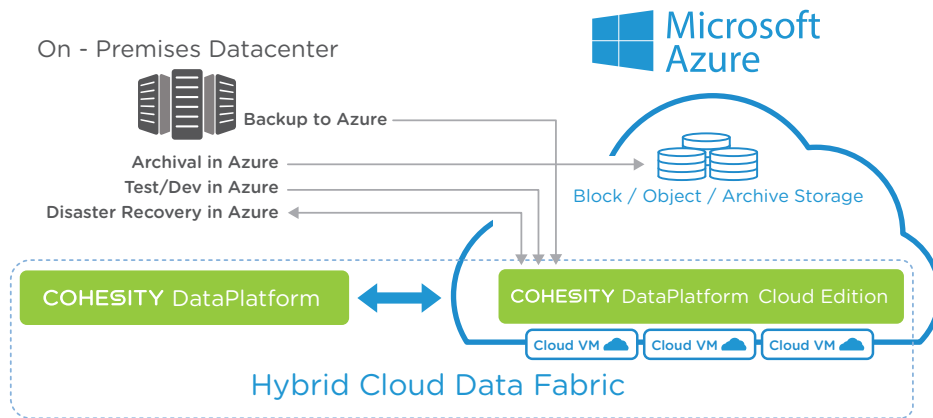 Microsoft
Azure
On - Premises Datacenter
Backup to Azure
Archival in Azure
Test/Dev in Azure
Disaster Recovery in Azure
Block / Object / Archive Storage
COHESITY DataPlatform
COHESITY DataPlatform Cloud Edition
Cloud VM
Cloud VM
Cloud VM
Hybrid Cloud Data Fabric